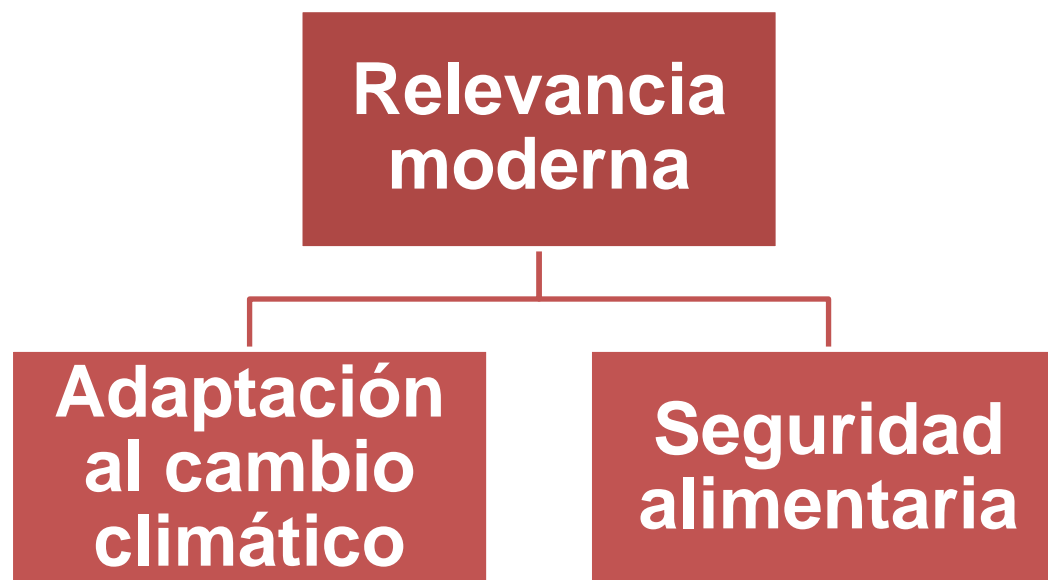 Relevancia
moderna
Adaptación
al cambio
climático
Seguridad
alimentaria